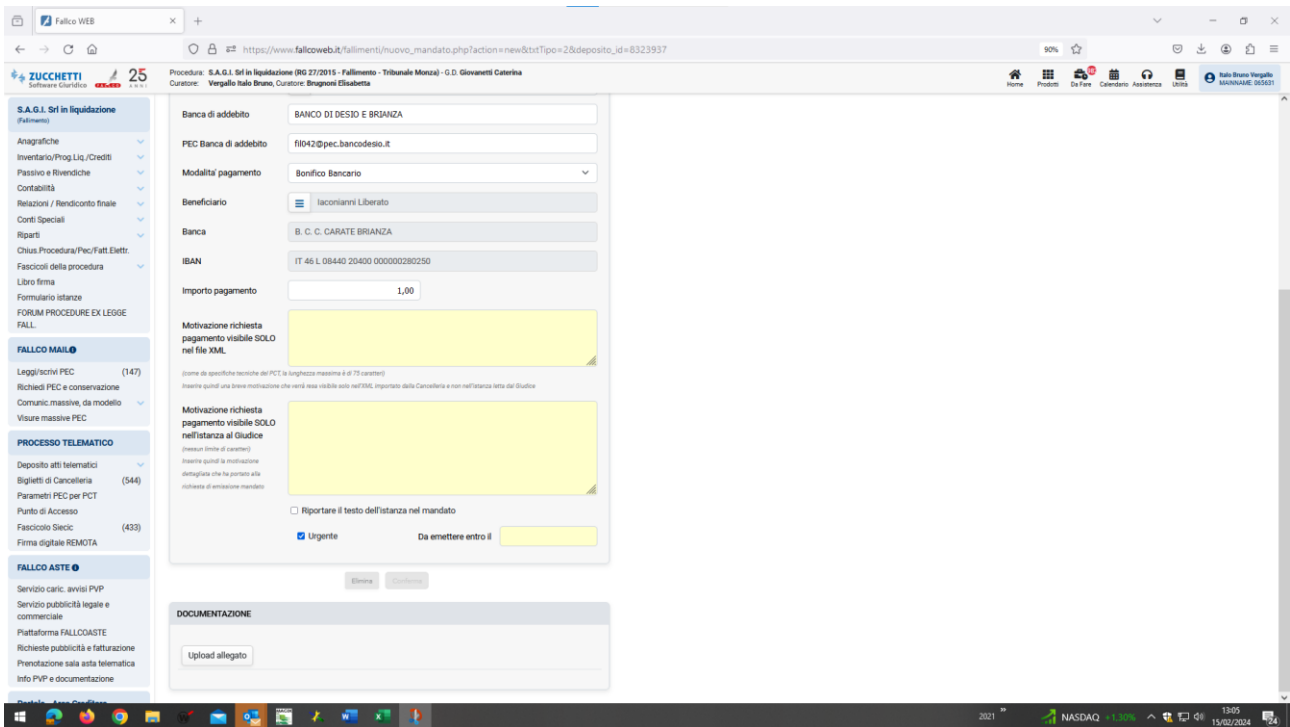 Fallco WEB
https://www.fallcoweb.it/fallimenti/nuovo_mandato.php?action=new&txtTipo=2&deposito_id=8323937
90%
ZUCCHETTI
Software Giuridico
25
ANNI
Procedura: S.A.G.I. Srl in liquidazione (RG 27/2015 - Fallimento - Tribunale Monza) - G.D. Giovanetti Caterina
Curatore: Vergallo Italo Bruno, Curatore: Brugnoni Elisabetta
Home
Prodotti
Da Fare
Calendario
Assistenza
Utilità
Italo Bruno Vergallo
MAINNAME: 065631
S.A.G.I. Srl in liquidazione
(Fallimento)
Anagrafiche
Inventario/Prog.Liq./Crediti
Passivo e Rivendiche
Contabilità
Relazioni / Rendiconto finale
Conti Speciali
Riparti
Chius.Procedura/Pec/Fatt.Elettr.
Fascicoli della procedura
Libro firma
Formulario istanze
FORUM PROCEDURE EX LEGGE
FALL.
FALLCO MAIL
Leggi/scrivi PEC (147)
Richiedi PEC e conservazione
Comunic.massive, da modello
Visure massive PEC
PROCESSO TELEMATICO
Deposito atti telematici
Biglietti di Cancelleria (544)
Parametri PEC per PCT
Punto di Accesso
Fascicolo Siecic (433)
Firma digitale REMOTA
FALLCO ASTE
Servizio caric. avvisi PVP
Servizio pubblicità legale e
commerciale
Piattaforma FALLCOASTE
Richieste pubblicità e fatturazione
Prenotazione sala asta telematica
Info PVP e documentazione
Banca di addebito BANCO DI DESIO E BRIANZA
PEC Banca di addebito fil042@pec.bancodesio.it
Modalita' pagamento Bonifico Bancario
Beneficiario Iaconianni Liberato
Banca B. C. C. CARATE BRIANZA
IBAN IT 46 L 08440 20400 000000280250
Importo pagamento 1,00
Motivazione richiesta
pagamento visibile SOLO
nel file XML
(come da specifiche tecniche del PCT, la lunghezza massima è di 75 caratteri)
Inserire quindi una breve motivazione che verrà resa visibile solo nell'XML importato dalla Cancelleria e non nell'istanza letta dal Giudice
Motivazione richiesta
pagamento visibile SOLO
nell'istanza al Giudice
(nessun limite di caratteri)
Inserire quindi la motivazione
dettagliata che ha portato alla
richiesta di emissione mandato
Riportare il testo dell'istanza nel mandato
Urgente Da emettere entro il
Elimina Conferma
DOCUMENTAZIONE
Upload allegato
2021
NASDAQ +1,30%
13:05
15/02/2024